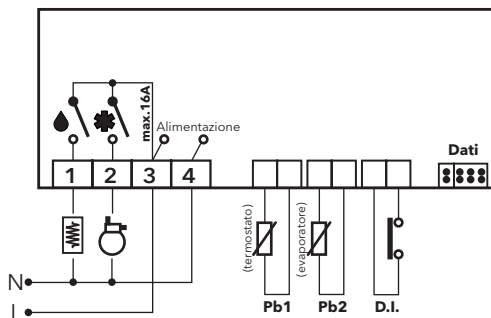 max.16A
Alimentazione
Dati
1 2 3 4
(termostato)
(evaporatore)
N
L
Pb1 Pb2 D.I.